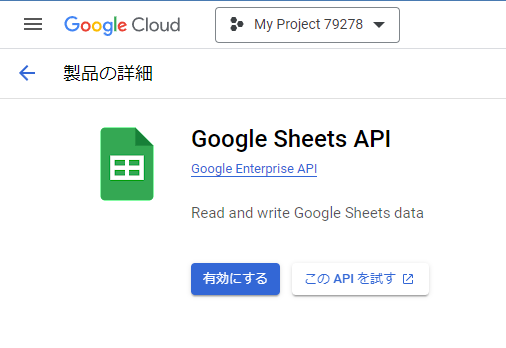 Google Cloud
My Project 79278
製品の詳細
Google Sheets API
Google Enterprise API
Read and write Google Sheets data
有効にする
この API を試す